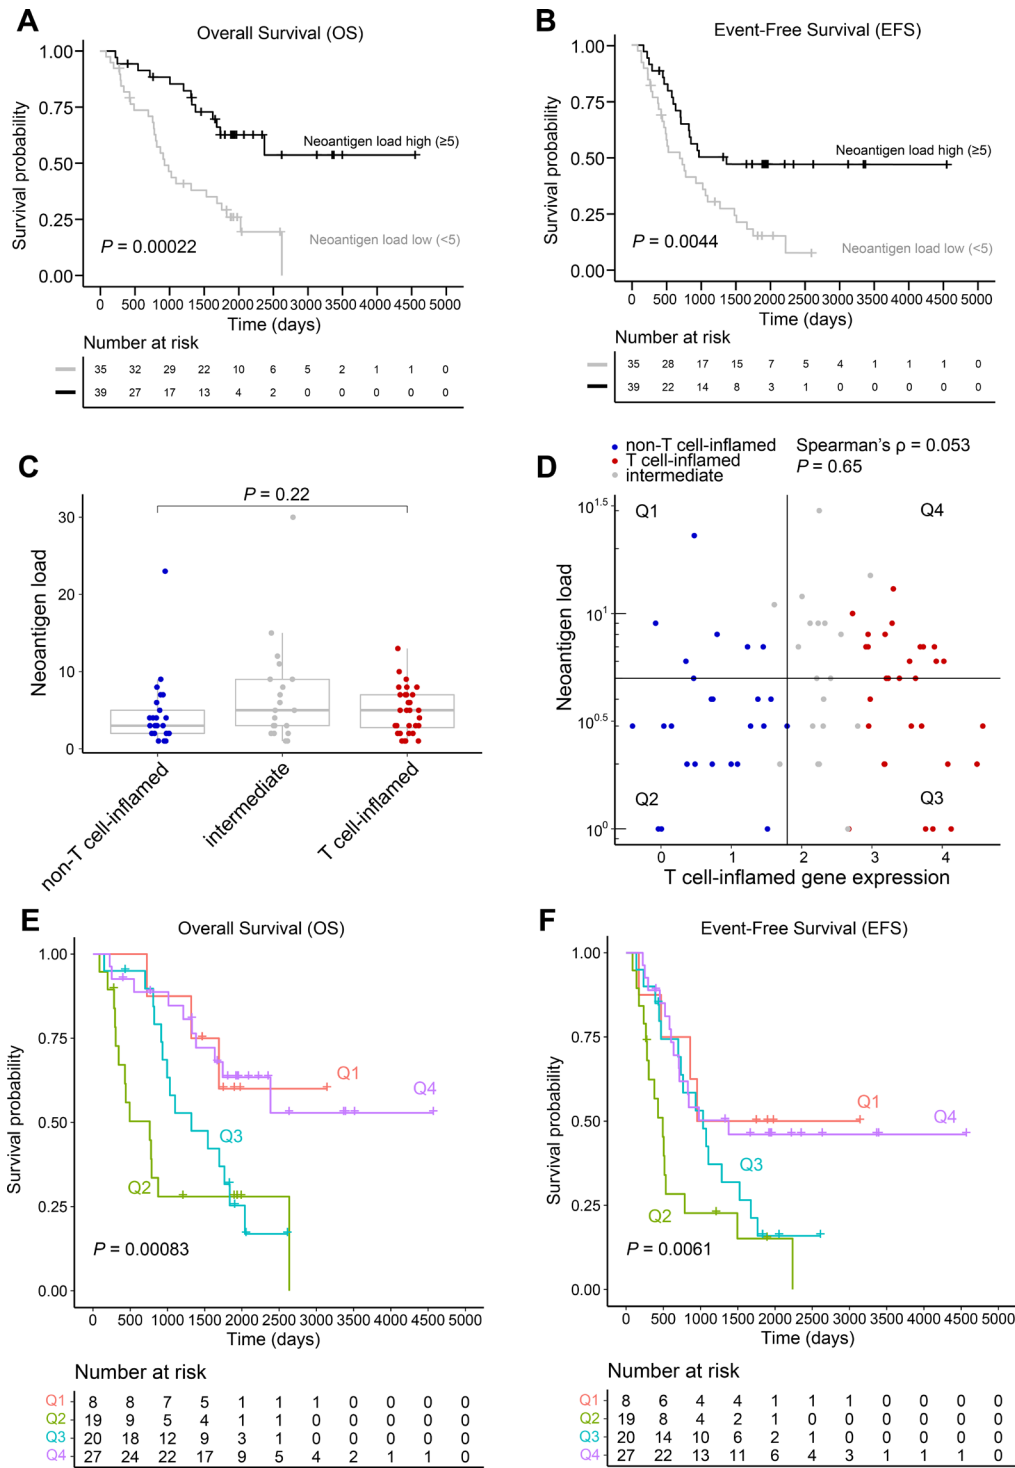 A
Overall Survival (OS)
1.00
0.75
0.50
0.25
0.00
Survival probability
Neoantigen load high (≥5)
Neoantigen load low (<5)
P = 0.00022
0 500 1000 1500 2000 2500 3000 3500 4000 4500 5000
Time (days)
Number at risk
35 32 29 22 10 6 5 2 1 1 0
39 27 17 13 4 2 0 0 0 0 0
B
Event-Free Survival (EFS)
1.00
0.75
0.50
0.25
0.00
Survival probability
Neoantigen load high (≥5)
Neoantigen load low (<5)
P = 0.0044
0 500 1000 1500 2000 2500 3000 3500 4000 4500 5000
Time (days)
Number at risk
35 28 17 15 7 5 4 1 1 1 0
39 22 14 8 3 1 0 0 0 0 0
C
P = 0.22
30
20
10
0
Neoantigen load
non-T cell-inflamed
intermediate
T cell-inflamed
D
non-T cell-inflamed
T cell-inflamed
intermediate
Spearman's ρ = 0.053
P = 0.65
10^1.5
10^1
10^0.5
10^0
Neoantigen load
Q1
Q4
Q2
Q3
0 1 2 3 4
T cell-inflamed gene expression
E
Overall Survival (OS)
1.00
0.75
0.50
0.25
0.00
Survival probability
Q1
Q4
Q3
Q2
P = 0.00083
0 500 1000 1500 2000 2500 3000 3500 4000 4500 5000
Time (days)
Number at risk
Q1 8 8 7 5 1 1 1 0 0 0 0
Q2 19 9 5 4 1 1 0 0 0 0 0
Q3 20 18 12 9 3 1 0 0 0 0 0
Q4 27 24 22 17 9 5 4 2 1 1 0
F
Event-Free Survival (EFS)
1.00
0.75
0.50
0.25
0.00
Survival probability
Q1
Q4
Q3
Q2
P = 0.0061
0 500 1000 1500 2000 2500 3000 3500 4000 4500 5000
Time (days)
Number at risk
Q1 8 6 4 4 1 1 1 0 0 0 0
Q2 19 8 4 2 1 0 0 0 0 0 0
Q3 20 14 10 6 2 1 0 0 0 0 0
Q4 27 22 13 11 6 4 3 1 1 1 0